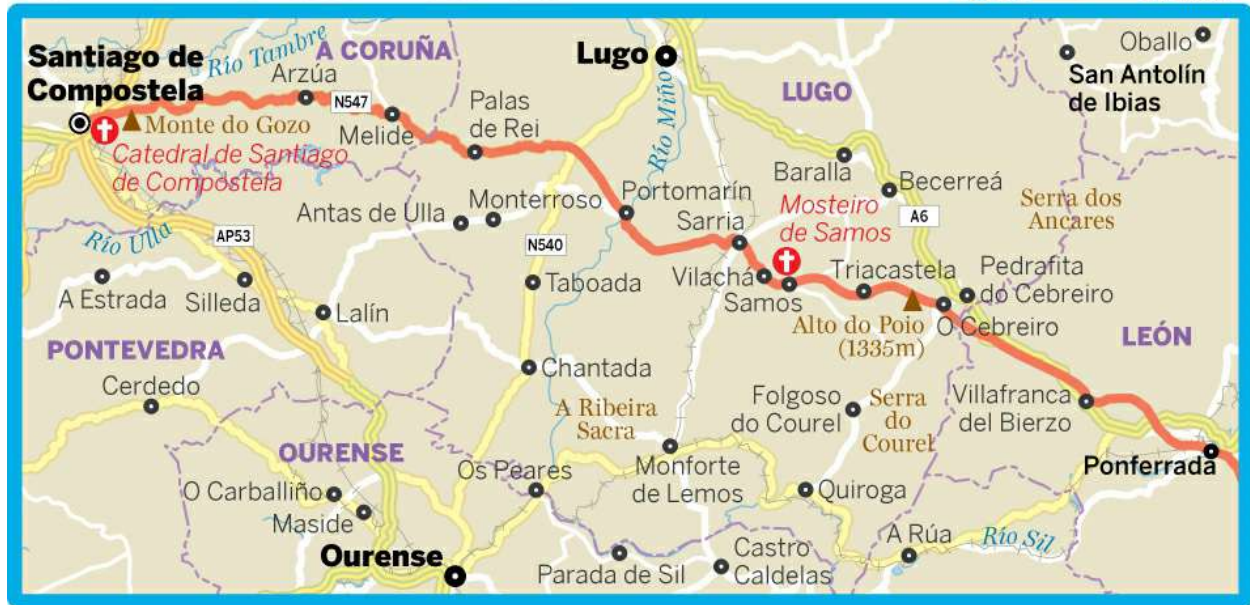 Santiago de
Compostela
Río Tambre
A CORUÑA
Arzúa
N547
Monte do Gozo
Melide
Palas
de Rei
Catedral de Santiago
de Compostela
Lugo
Río Miño
LUGO
Oballo
San Antolín
de Ibias
Baralla
Becerreá
A6
Serra dos
Ancares
Antas de Ulla
Monterroso
Portomarín
Sarria
Mosteiro
de Samos
Río Ulla
AP53
N540
A Estrada
Silleda
Lalín
Taboada
Vilachá
Samos
Triacastela
Pedrafita
do Cebreiro
O Cebreiro
Alto do Poio
(1335m)
LEÓN
PONTEVEDRA
Cerdedo
Chantada
A Ribeira
Sacra
Folgoso
do Courel
Serra
do
Courel
Villafranca
del Bierzo
Ponferrada
OURENSE
O Carballiño
Maside
Os Peares
Monforte
de Lemos
Quiroga
Ourense
Parada de Sil
Castro
Caldelas
A Rúa
Río Sil